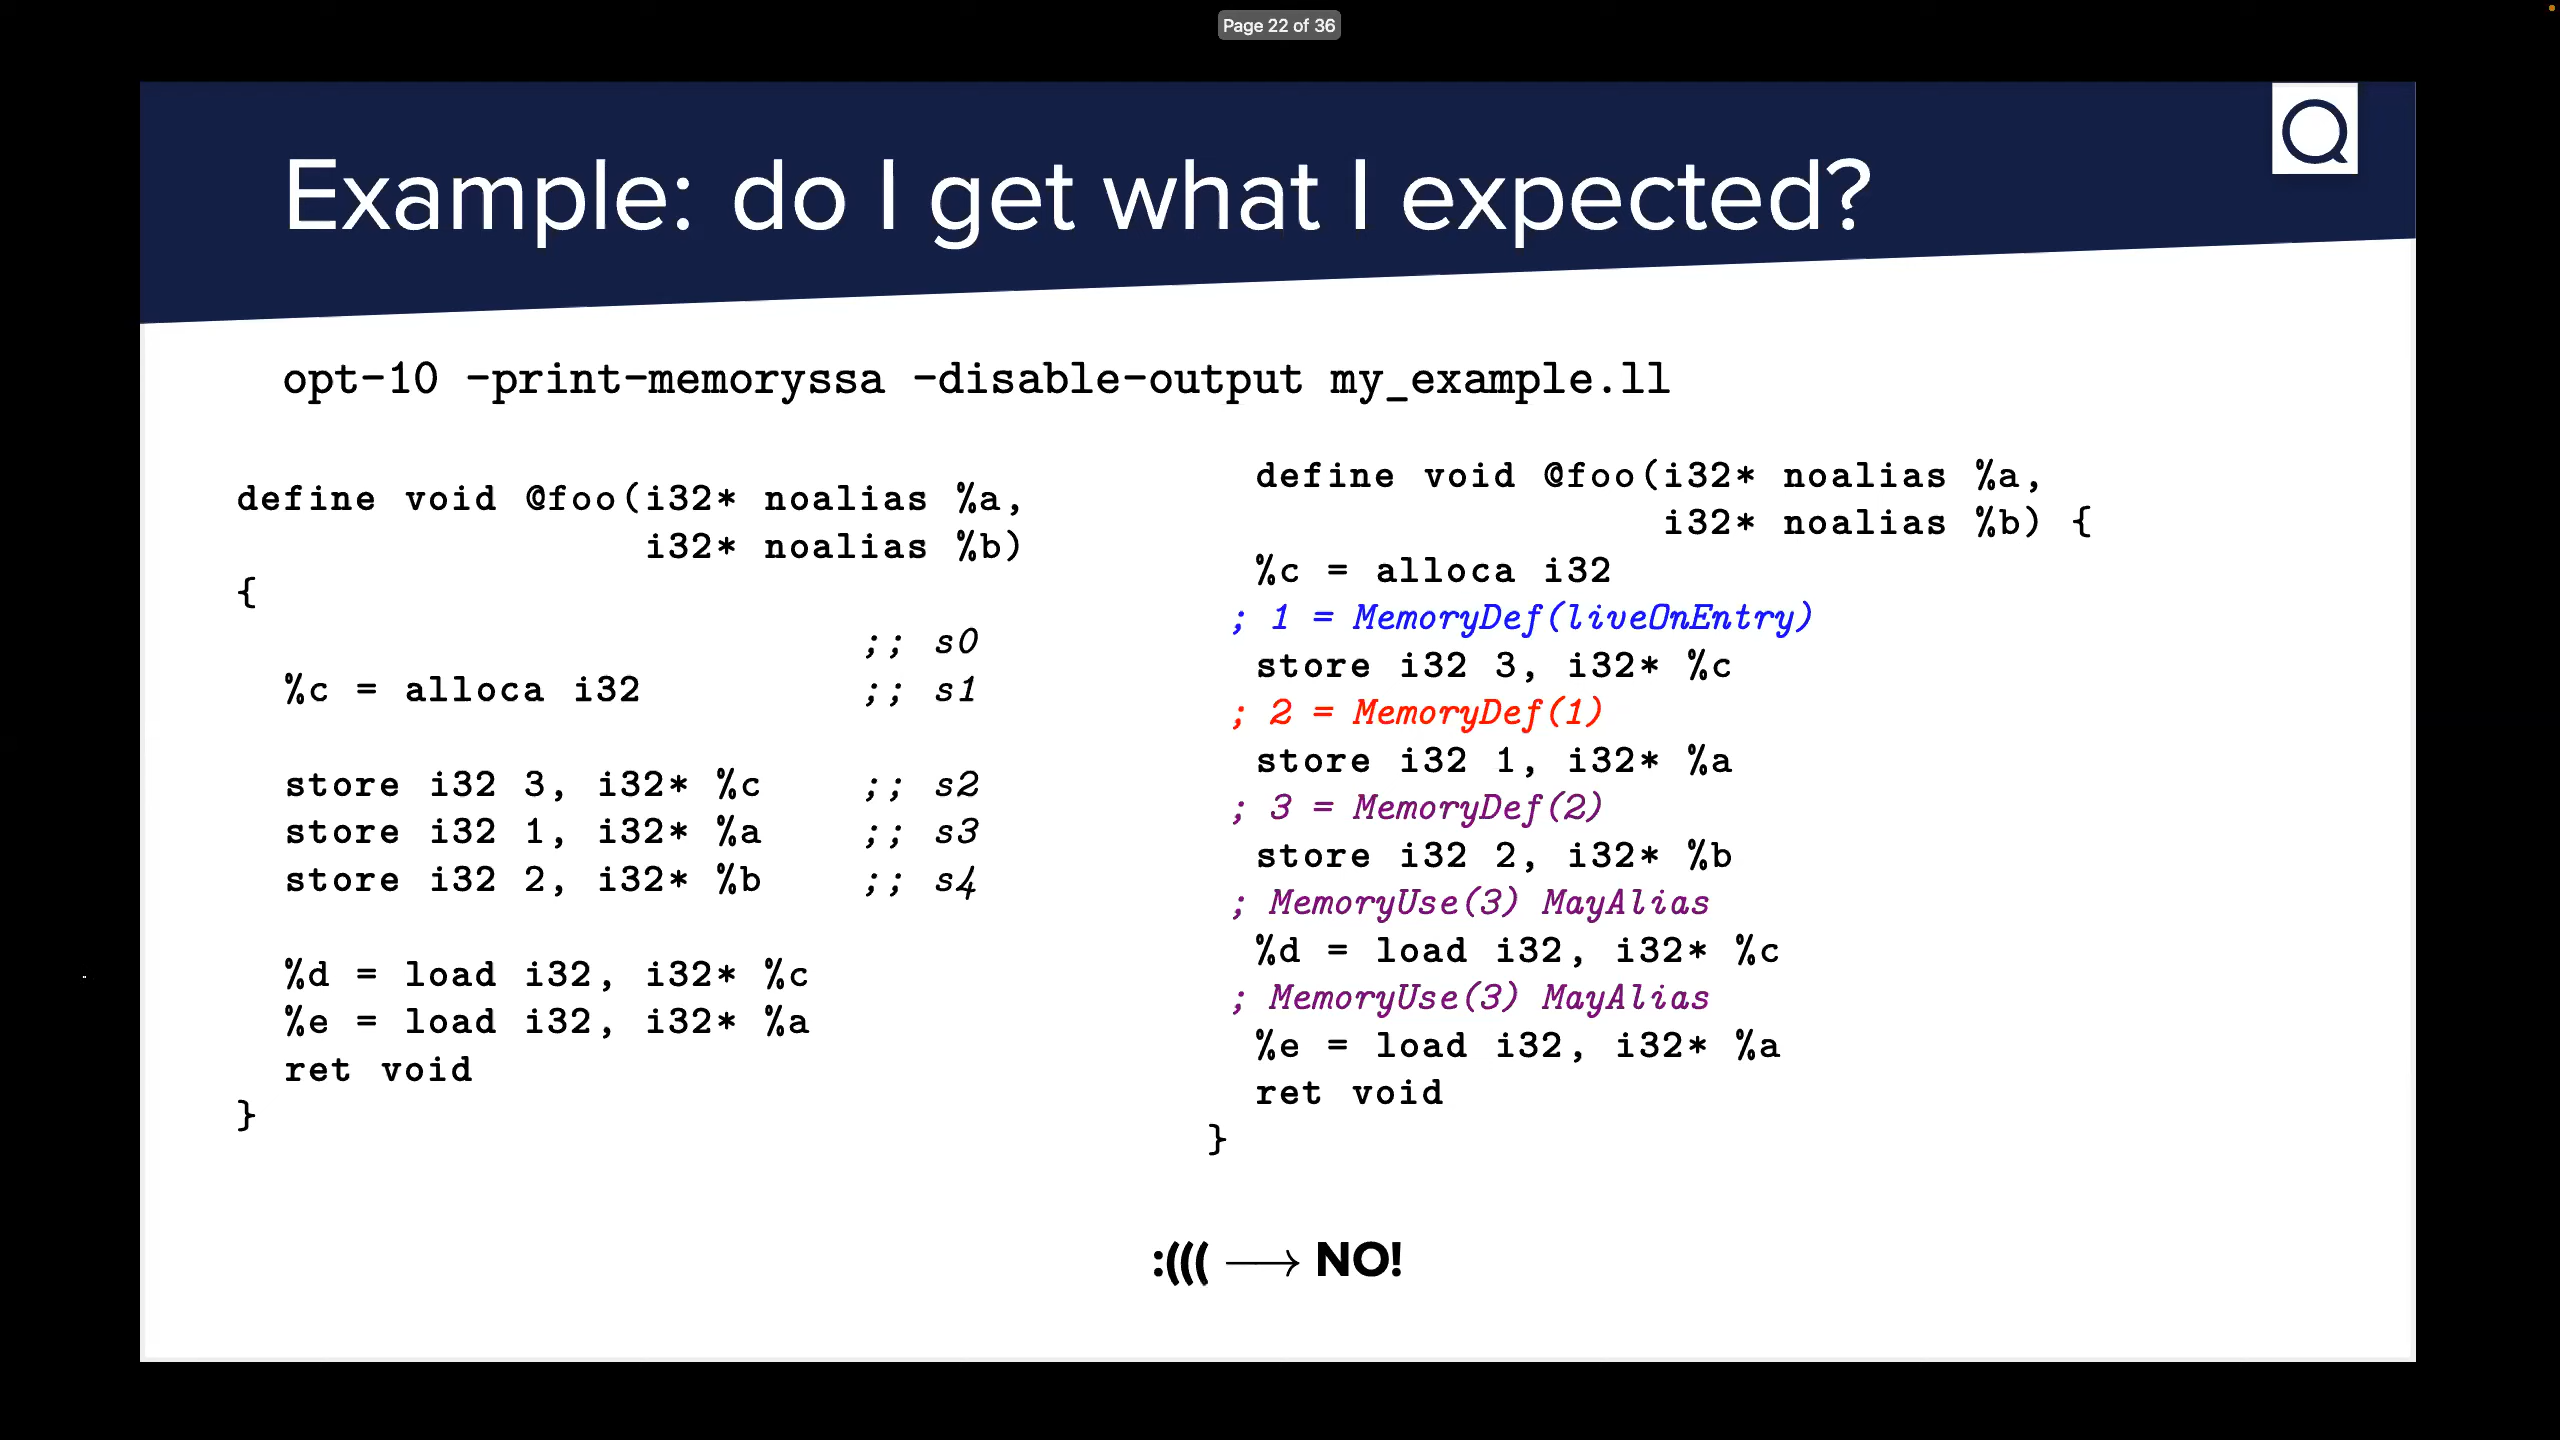 Page 22 of 36
Example: do I get what I expected?
opt-10 -print-memoryssa -disable-output my_example.ll
define void @foo(i32* noalias %a,
i32* noalias %b)
{
;; s0
%c = alloca i32 ;; s1
store i32 3, i32* %c ;; s2
store i32 1, i32* %a ;; s3
store i32 2, i32* %b ;; s4
%d = load i32, i32* %c
%e = load i32, i32* %a
ret void
}
define void @foo(i32* noalias %a,
i32* noalias %b) {
%c = alloca i32
; 1 = MemoryDef(liveOnEntry)
store i32 3, i32* %c
; 2 = MemoryDef(1)
store i32 1, i32* %a
; 3 = MemoryDef(2)
store i32 2, i32* %b
; MemoryUse(3) MayAlias
%d = load i32, i32* %c
; MemoryUse(3) MayAlias
%e = load i32, i32* %a
ret void
}
:((( ⟶ NO!